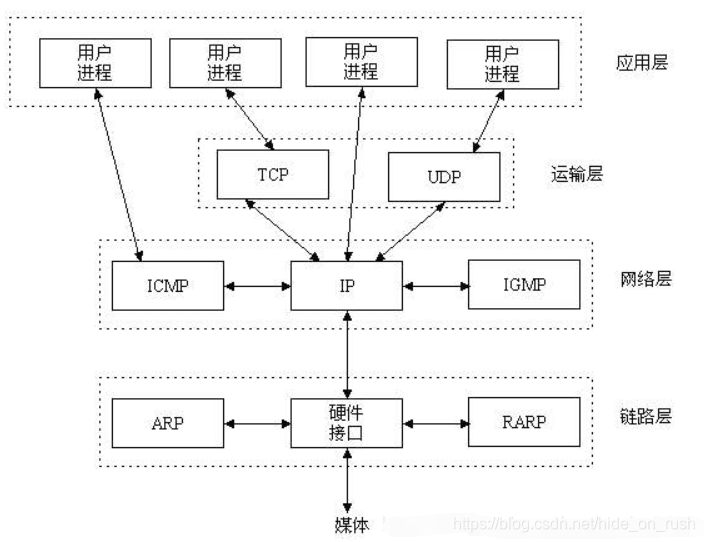 用户
进程
用户
进程
用户
进程
用户
进程
应用层
TCP
UDP
运输层
ICMP
IP
IGMP
网络层
ARP
硬件
接口
RARP
链路层
媒体
https://blog.csdn.net/hide_on_rush